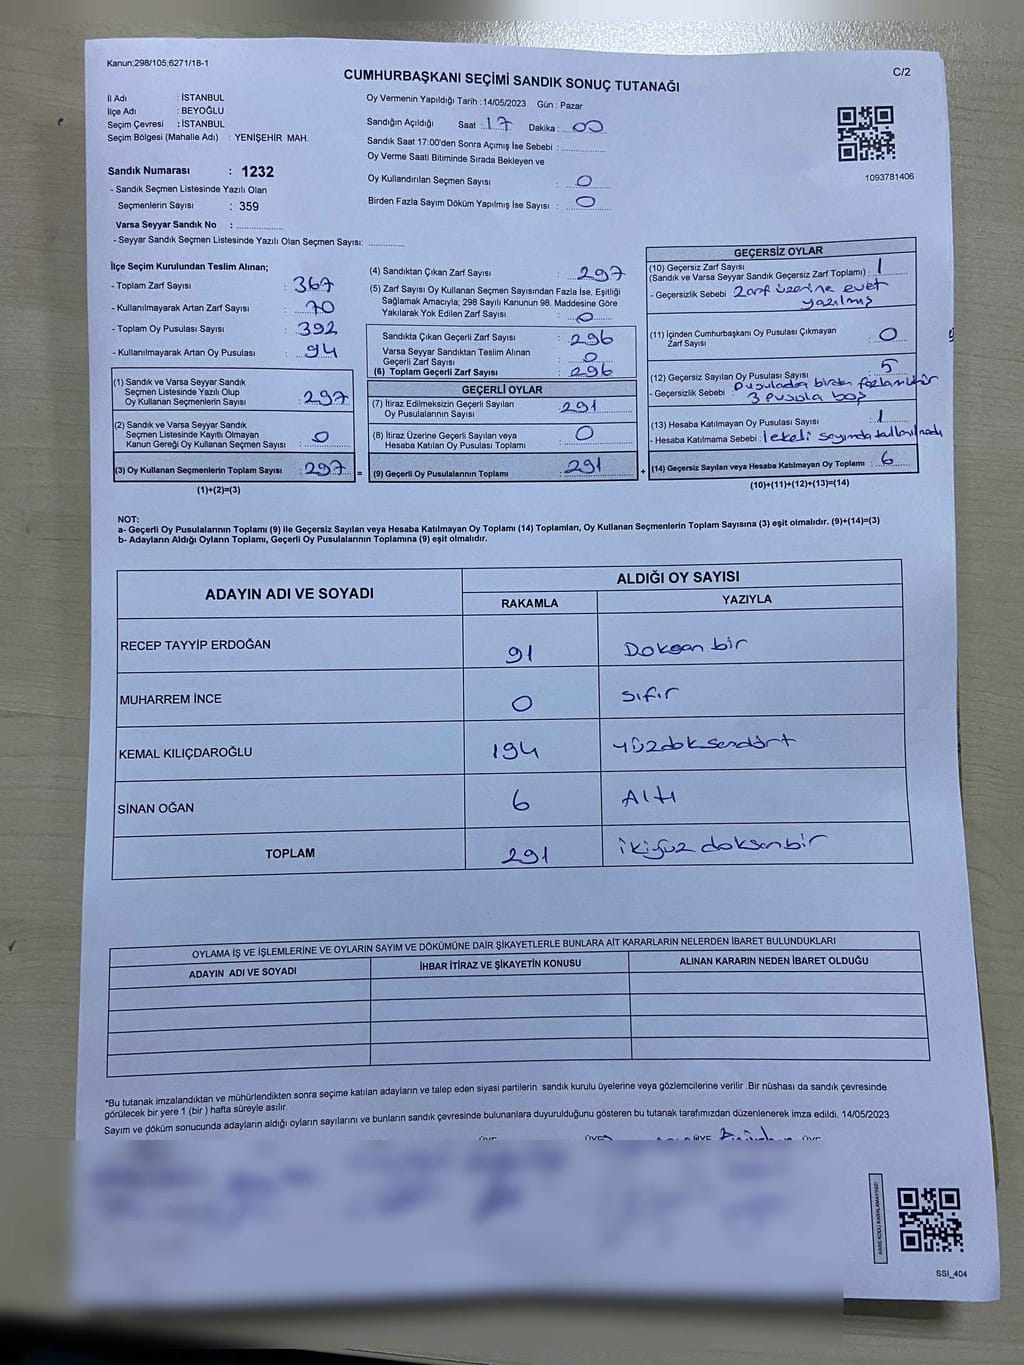 Kanun;298/105;6271/18-1
C/2
CUMHURBAŞKANI SEÇİMİ SANDIK SONUÇ TUTANAĞI
İl Adı : İSTANBUL
İlçe Adı : BEYOĞLU
Seçim Çevresi : İSTANBUL
Seçim Bölgesi (Mahalle Adı) : YENİŞEHİR MAH.
Sandık Numarası : 1232
- Sandık Seçmen Listesinde Yazılı Olan
Seçmenlerin Sayısı : 359
Varsa Seyyar Sandık No :
- Seyyar Sandık Seçmen Listesinde Yazılı Olan Seçmen Sayısı:
Oy Vermenin Yapıldığı Tarih : 14/05/2023 Gün : Pazar
Sandığın Açıldığı Saat : 17 Dakika : 00
Sandık Saat 17:00'den Sonra Açımış İse Sebebi :
Oy Verme Saati Bitiminde Sırada Bekleyen ve
Oy Kullandırılan Seçmen Sayısı : 0
Birden Fazla Sayım Döküm Yapılmış İse Sayısı : 0
1093781406
İlçe Seçim Kurulundan Teslim Alınan;
- Toplam Zarf Sayısı : 367
- Kullanılmayarak Artan Zarf Sayısı : 70
- Toplam Oy Pusulası Sayısı : 392
- Kullanılmayarak Artan Oy Pusulası : 94
(1) Sandık ve Varsa Seyyar Sandık
Seçmen Listesinde Yazılı Olup
Oy Kullanan Seçmenlerin Sayısı : 297
(2) Sandık ve Varsa Seyyar Sandık
Seçmen Listesinde Kayıtlı Olmayan
Kanun Gereği Oy Kullanan Seçmen Sayısı : 0
(3) Oy Kullanan Seçmenlerin Toplam Sayısı : 297 =
(1)+(2)=(3)
(4) Sandıktan Çıkan Zarf Sayısı : 297
(5) Zarf Sayısı Oy Kullanan Seçmen Sayısından Fazla İse, Eşitliği
Sağlamak Amacıyla; 298 Sayılı Kanunun 98. Maddesine Göre
Yakılarak Yok Edilen Zarf Sayısı : 0
Sandıkta Çıkan Geçerli Zarf Sayısı : 296
Varsa Seyyar Sandıktan Teslim Alınan
Geçerli Zarf Sayısı : 0
(6) Toplam Geçerli Zarf Sayısı : 296
GEÇERLİ OYLAR
(7) İtiraz Edilmeksizin Geçerli Sayılan
Oy Pusulalarının Sayısı : 291
(8) İtiraz Üzerine Geçerli Sayılan veya
Hesaba Katılan Oy Pusulası Toplamı : 0
(9) Geçerli Oy Pusulalarının Toplamı : 291 +
GEÇERSİZ OYLAR
(10) Geçersiz Zarf Sayısı
(Sandık ve Varsa Seyyar Sandık Geçersiz Zarf Toplamı) : 1
- Geçersizlik Sebebi : Zarf üzerine evet
yazılmış
(11) İçinden Cumhurbaşkanı Oy Pusulası Çıkmayan
Zarf Sayısı : 0
(12) Geçersiz Sayılan Oy Pusulası Sayısı : 5
- Geçersizlik Sebebi : Pusulada birden fazla mühür
3 pusula boş
(13) Hesaba Katılmayan Oy Pusulası Sayısı : 1
- Hesaba Katılmama Sebebi : lekeli sayımda kullanılmadı
(14) Geçersiz Sayılan veya Hesaba Katılmayan Oy Toplamı : 6
(10)+(11)+(12)+(13)=(14)
NOT:
a- Geçerli Oy Pusulalarının Toplamı (9) ile Geçersiz Sayılan veya Hesaba Katılmayan Oy Toplamı (14) Toplamları, Oy Kullanan Seçmenlerin Toplam Sayısına (3) eşit olmalıdır. (9)+(14)=(3)
b- Adayların Aldığı Oyların Toplamı, Geçerli Oy Pusulalarının Toplamına (9) eşit olmalıdır.
ADAYIN ADI VE SOYADI
ALDIĞI OY SAYISI
RAKAMLA YAZIYLA
RECEP TAYYİP ERDOĞAN 91 Doksan bir
MUHARREM İNCE 0 sıfır
KEMAL KILIÇDAROĞLU 194 yüzdoksandört
SİNAN OĞAN 6 Altı
TOPLAM 291 ikiyüz doksanbir
OYLAMA İŞ VE İŞLEMLERİNE VE OYLARIN SAYIM VE DÖKÜMÜNE DAİR ŞİKAYETLERLE BUNLARA AİT KARARLARIN NELERDEN İBARET BULUNDUKLARI
ADAYIN ADI VE SOYADI İHBAR İTİRAZ VE ŞİKAYETİN KONUSU ALINAN KARARIN NEDEN İBARET OLDUĞU
*Bu tutanak imzalandıktan ve mühürlendikten sonra seçime katılan adayların ve talep eden siyasi partilerin sandık kurulu üyelerine veya gözlemcilerine verilir .Bir nüshası da sandık çevresinde
görülecek bir yere 1 (bir ) hafta süreyle asılır.
Sayım ve döküm sonucunda adayların aldığı oyların sayılarını ve bunların sandık çevresinde bulunanlara duyurulduğunu gösteren bu tutanak tarafımızdan düzenlenerek imza edildi. 14/05/2023
KARE KODU KARALAMAYINIZ!
SSI_404